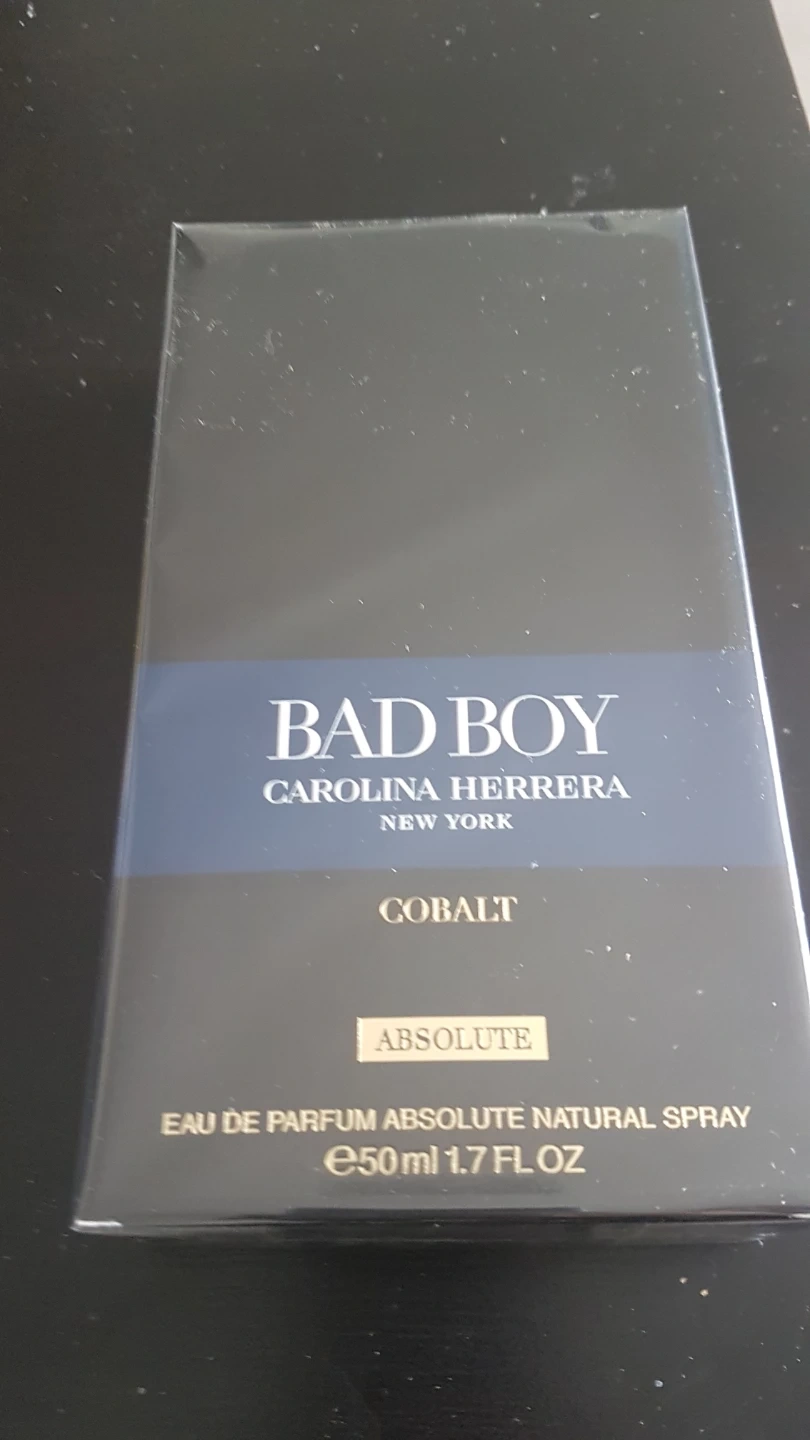 BAD BOY
CAROLINA HERRERA
NEW YORK
COBALT
ABSOLUTE
EAU DE PARFUM ABSOLUTE NATURAL SPRAY
℮50ml 1.7 FL OZ